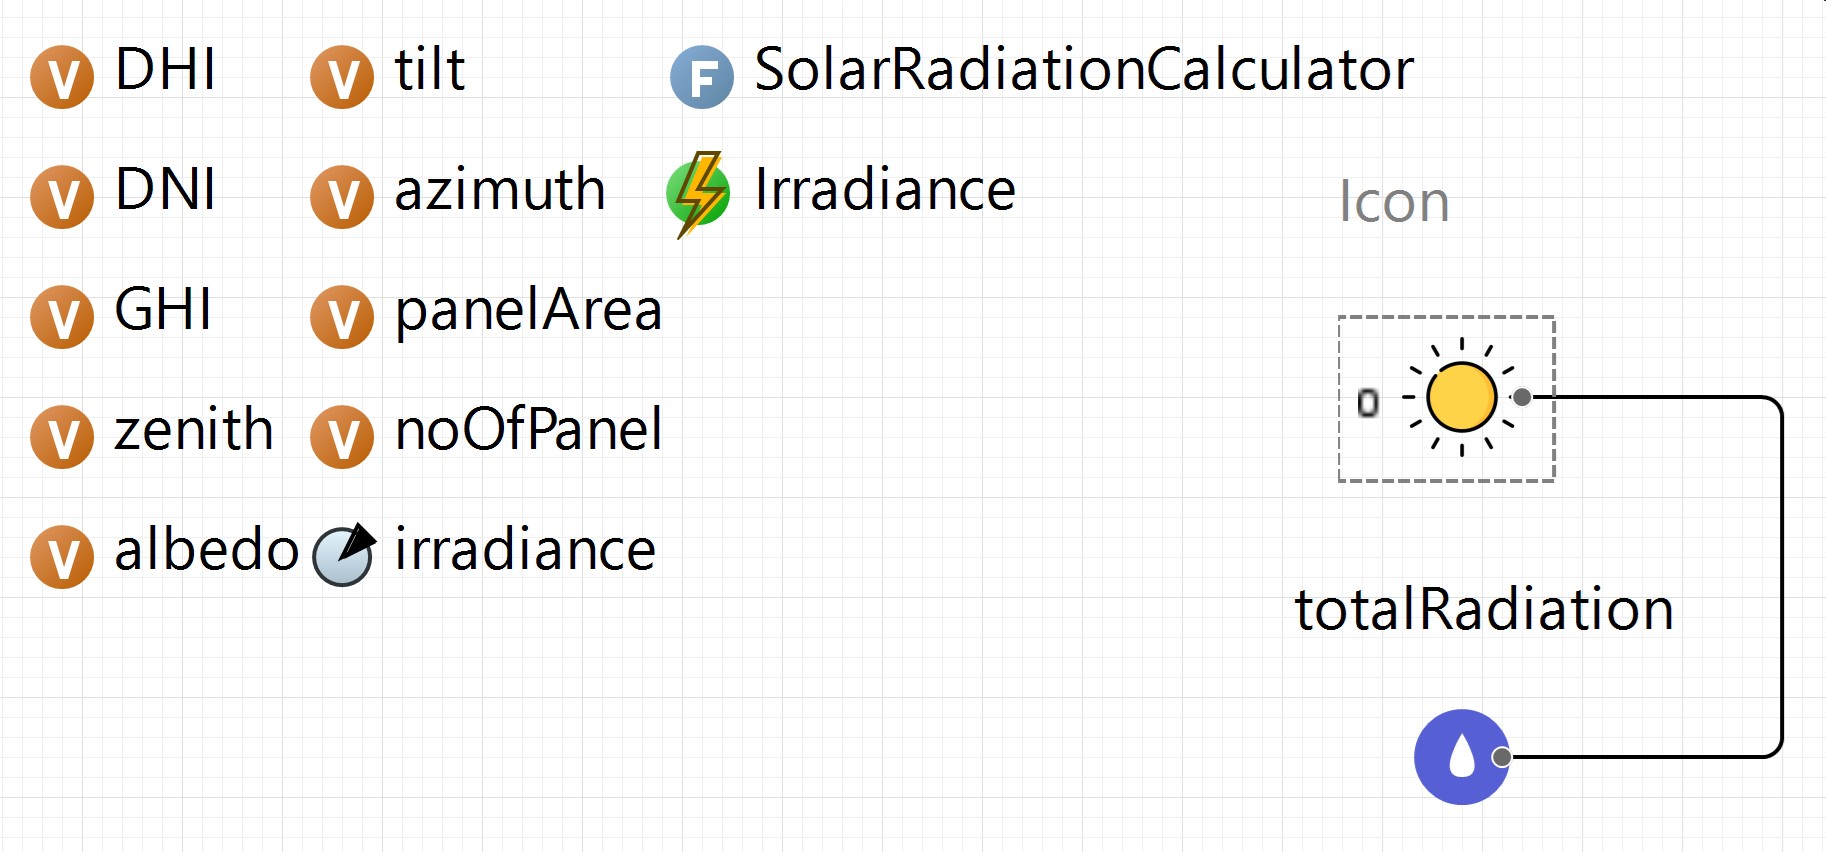 DHI
tilt
SolarRadiationCalculator
DNI
azimuth
Irradiance
Icon
GHI
panelArea
0
zenith
noOfPanel
albedo
irradiance
totalRadiation